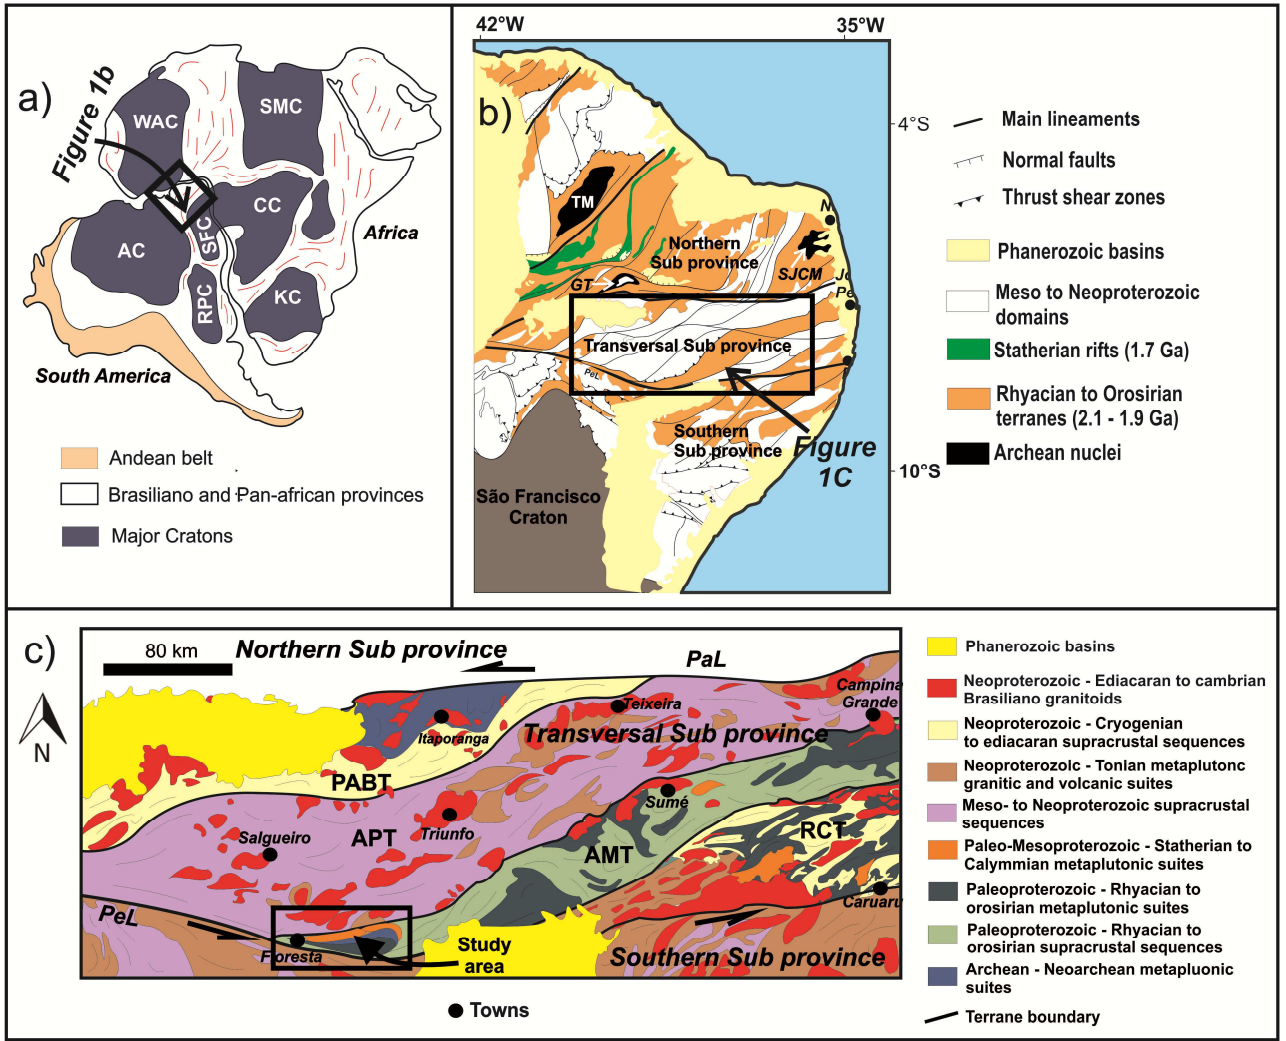 a)
Figure 1b
WAC
SMC
CC
AC
SFC
RPC
KC
Africa
South America
Andean belt
Brasiliano and Pan-african provinces
Major Cratons
42°W
35°W
b)
4°S
10°S
TM
N
Northern
Sub province
SJCM
GT
Jo
Pe
Transversal Sub province
PeL
Southern
Sub province
Figure
1C
São Francisco
Craton
Main lineaments
Normal faults
Thrust shear zones
Phanerozoic basins
Meso to Neoproterozoic
domains
Statherian rifts (1.7 Ga)
Rhyacian to Orosirian
terranes (2.1 - 1.9 Ga)
Archean nuclei
c)
80 km
Northern Sub province
PaL
N
Campina
Grande
Teixeira
Itaporanga
Transversal Sub province
PABT
Sumé
Triunfo
APT
Salgueiro
RCT
AMT
Caruaru
PeL
Floresta
Study
area
Southern Sub province
Towns
Phanerozoic basins
Neoproterozoic - Ediacaran to cambrian
Brasiliano granitoids
Neoproterozoic - Cryogenian
to ediacaran supracrustal sequences
Neoproterozolc - Tonlan metaplutonc
granitic and volcanic suites
Meso- to Neoproterozoic supracrustal
sequences
Paleo-Mesoproterozoic - Statherian to
Calymmian metaplutonic suites
Paleoproterozoic - Rhyacian to
orosirian metaplutonic suites
Paleoproterozoic - Rhyacian to
orosirian supracrustal sequences
Archean - Neoarchean metapluonic
suites
Terrane boundary